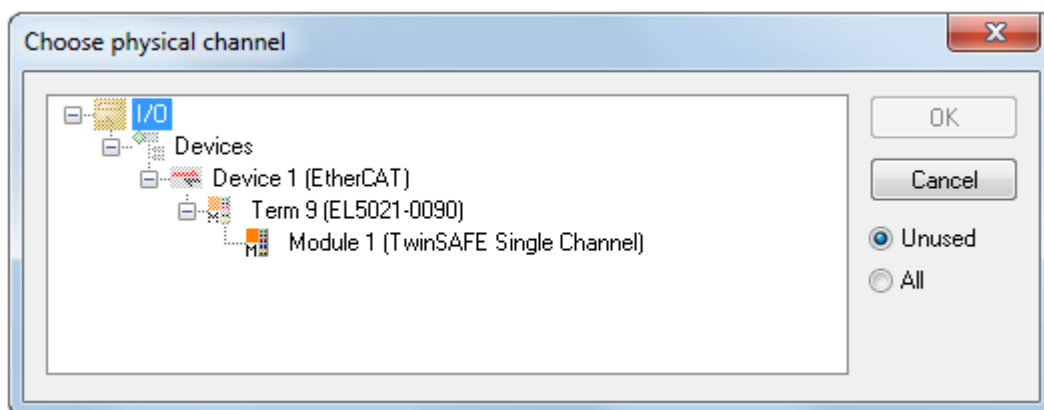 Choose physical channel
I/O
OK
Devices
Device 1 (EtherCAT)
Cancel
Term 9 (EL5021-0090)
Module 1 (TwinSAFE Single Channel)
Unused
All